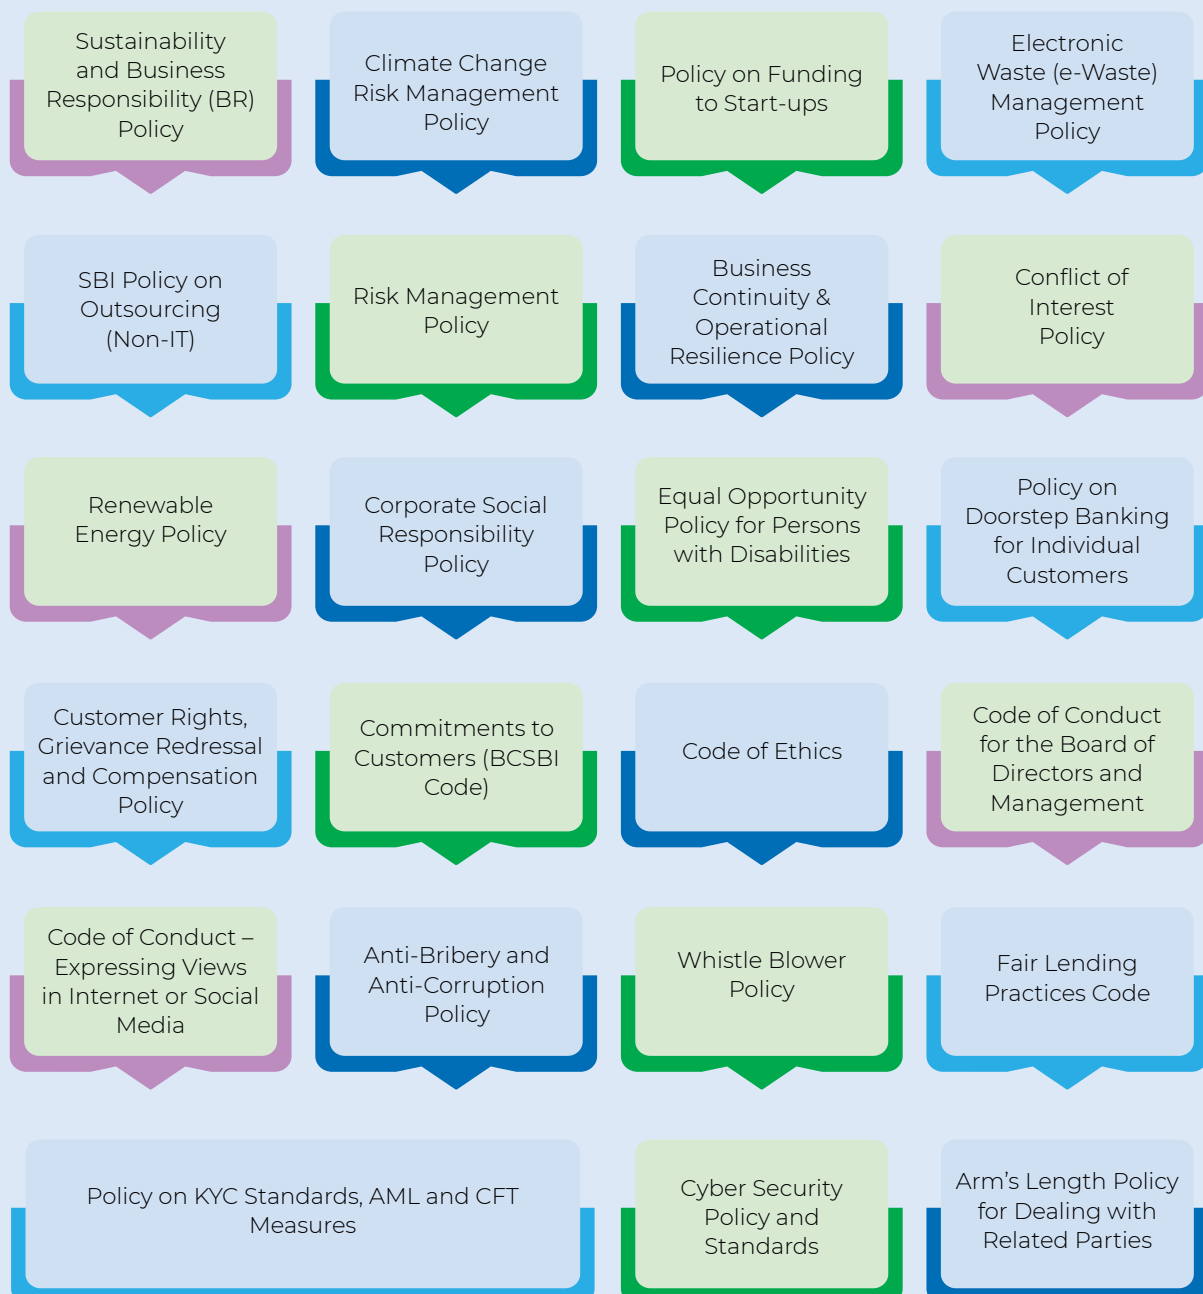 Sustainability
and Business
Responsibility (BR)
Policy
Climate Change
Risk Management
Policy
Policy on Funding
to Start-ups
Electronic
Waste (e-Waste)
Management
Policy
SBI Policy on
Outsourcing
(Non-IT)
Risk Management
Policy
Business
Continuity &
Operational
Resilience Policy
Conflict of
Interest
Policy
Renewable
Energy Policy
Corporate Social
Responsibility
Policy
Equal Opportunity
Policy for Persons
with Disabilities
Policy on
Doorstep Banking
for Individual
Customers
Customer Rights,
Grievance Redressal
and Compensation
Policy
Commitments to
Customers (BCSBI
Code)
Code of Ethics
Code of Conduct
for the Board of
Directors and
Management
Code of Conduct –
Expressing Views
in Internet or Social
Media
Anti-Bribery and
Anti-Corruption
Policy
Whistle Blower
Policy
Fair Lending
Practices Code
Policy on KYC Standards, AML and CFT
Measures
Cyber Security
Policy and
Standards
Arm’s Length Policy
for Dealing with
Related Parties